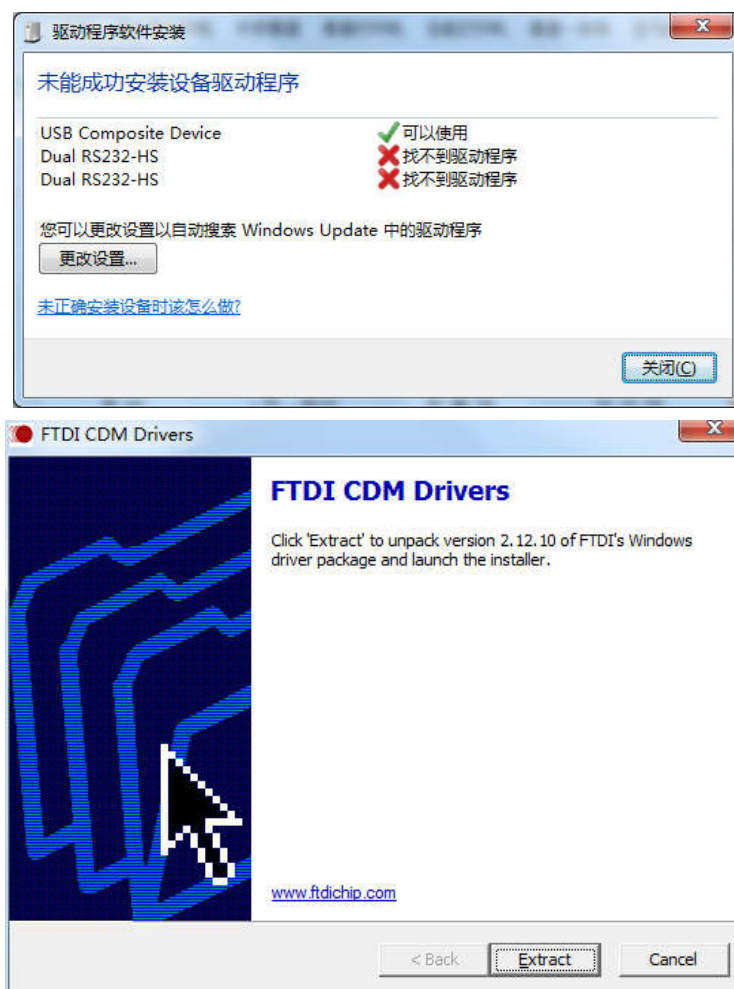 驱动程序软件安装
未能成功安装设备驱动程序
USB Composite Device 可以使用
Dual RS232-HS 找不到驱动程序
Dual RS232-HS 找不到驱动程序
您可以更改设置以自动搜索 Windows Update 中的驱动程序
更改设置...
未正确安装设备时该怎么做?
关闭(C)
FTDI CDM Drivers
FTDI CDM Drivers
Click 'Extract' to unpack version 2.12.10 of FTDI's Windows
driver package and launch the installer.
www.ftdichip.com
< Back Extract Cancel